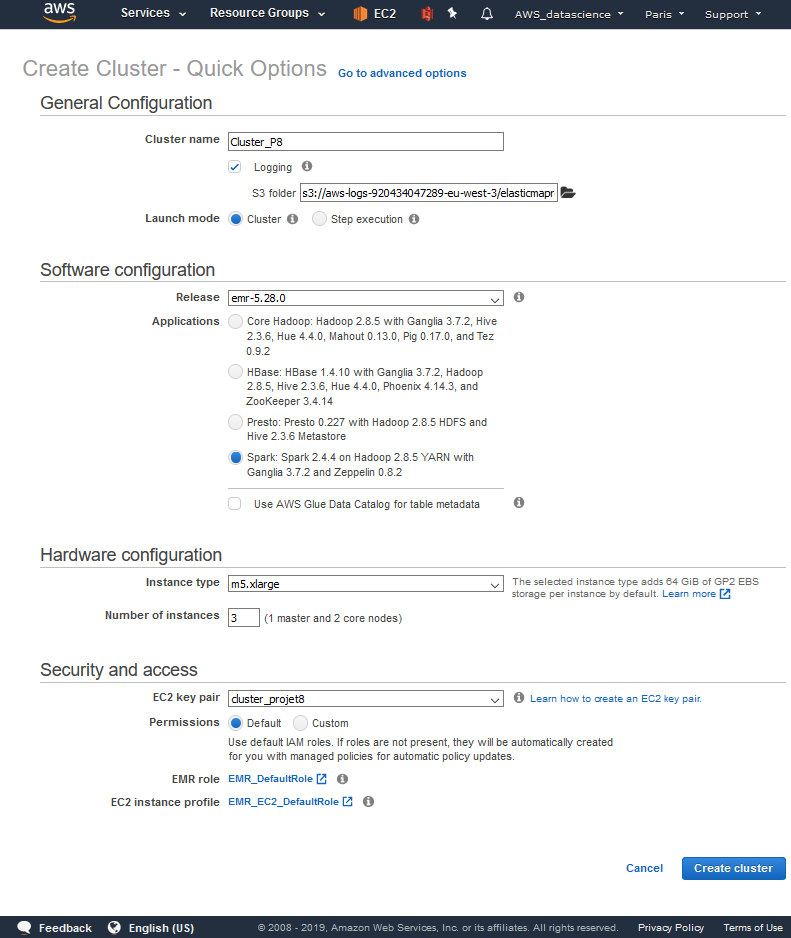 aws
Services
Resource Groups
EC2
AWS_datascience
Paris
Support
Create Cluster - Quick Options
Go to advanced options
General Configuration
Cluster name
Cluster_P8
Logging
S3 folder
s3://aws-logs-920434047289-eu-west-3/elasticmapr
Launch mode
Cluster
Step execution
Software configuration
Release
emr-5.28.0
Applications
Core Hadoop: Hadoop 2.8.5 with Ganglia 3.7.2, Hive
2.3.6, Hue 4.4.0, Mahout 0.13.0, Pig 0.17.0, and Tez
0.9.2
HBase: HBase 1.4.10 with Ganglia 3.7.2, Hadoop
2.8.5, Hive 2.3.6, Hue 4.4.0, Phoenix 4.14.3, and
ZooKeeper 3.4.14
Presto: Presto 0.227 with Hadoop 2.8.5 HDFS and
Hive 2.3.6 Metastore
Spark: Spark 2.4.4 on Hadoop 2.8.5 YARN with
Ganglia 3.7.2 and Zeppelin 0.8.2
Use AWS Glue Data Catalog for table metadata
Hardware configuration
Instance type
m5.xlarge
The selected instance type adds 64 GiB of GP2 EBS
storage per instance by default. Learn more
Number of instances
3
(1 master and 2 core nodes)
Security and access
EC2 key pair
cluster_projet8
Learn how to create an EC2 key pair.
Permissions
Default
Custom
Use default IAM roles. If roles are not present, they will be automatically created
for you with managed policies for automatic policy updates.
EMR role
EMR_DefaultRole
EC2 instance profile
EMR_EC2_DefaultRole
Cancel
Create cluster
Feedback
English (US)
© 2008 - 2019, Amazon Web Services, Inc. or its affiliates. All rights reserved.
Privacy Policy
Terms of Use